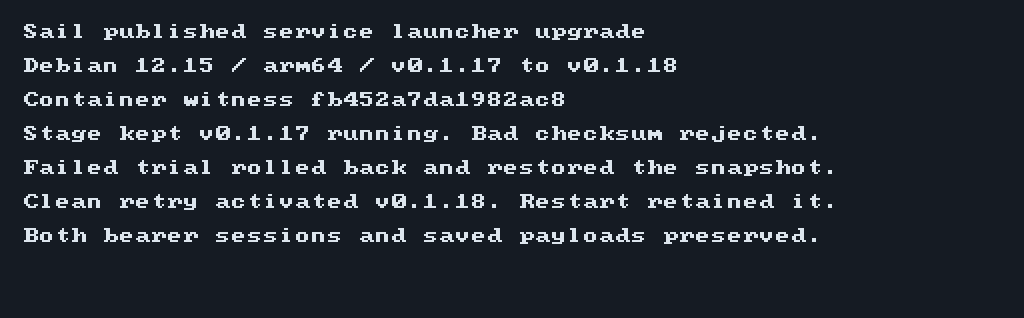 Sail published service launcher upgrade
Debian 12.15 / arm64 / v0.1.17 to v0.1.18
Container witness fb452a7da1982ac8
Stage kept v0.1.17 running. Bad checksum rejected.
Failed trial rolled back and restored the snapshot.
Clean retry activated v0.1.18. Restart retained it.
Both bearer sessions and saved payloads preserved.